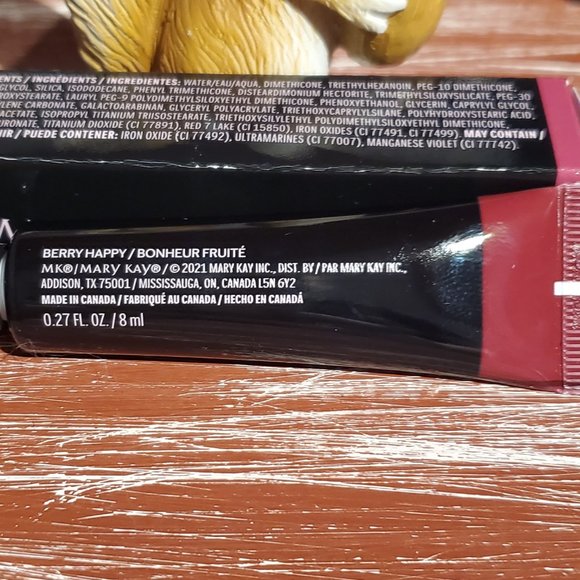 ENTS / INGRÉDIENTS / INGREDIENTES: WATER/EAU/AQUA, DIMETHICONE, TRIETHYLHEXANOIN, PEG-10 DIMETHICONE,
GLYCOL, SILICA, ISODODECANE, PHENYL TRIMETHICONE, DISTEARDIMONIUM HECTORITE, TRIMETHYLSILOXYSILICATE, PEG-30
ROXYSTEARATE, LAURYL PEG-9 POLYDIMETHYLSILOXYETHYL DIMETHICONE, PHENOXYETHANOL, GLYCERIN, CAPRYLYL GLYCOL,
LENE CARBONATE, GALACTOARABINAN, GLYCERYL POLYACRYLATE, TRIETHOXYCAPRYLYLSILANE, POLYHYDROXYSTEARIC ACID,
ACETATE, ISOPROPYL TITANIUM TRIISOSTEARATE, TRIETHOXYSILYLETHYL POLYDIMETHYLSILOXYETHYL DIMETHICONE,
URONATE, TITANIUM DIOXIDE (CI 77891), RED 7 LAKE (CI 15850), IRON OXIDES (CI 77491, CI 77499). MAY CONTAIN /
IR / PUEDE CONTENER: IRON OXIDE (CI 77492), ULTRAMARINES (CI 77007), MANGANESE VIOLET (CI 77742).
BERRY HAPPY / BONHEUR FRUITÉ
MK® / MARY KAY® / © 2021 MARY KAY INC., DIST. BY / PAR MARY KAY INC.,
ADDISON, TX 75001 / MISSISSAUGA, ON, CANADA L5N 6Y2
MADE IN CANADA / FABRIQUÉ AU CANADA / HECHO EN CANADÁ
0.27 FL. OZ. / 8 ml